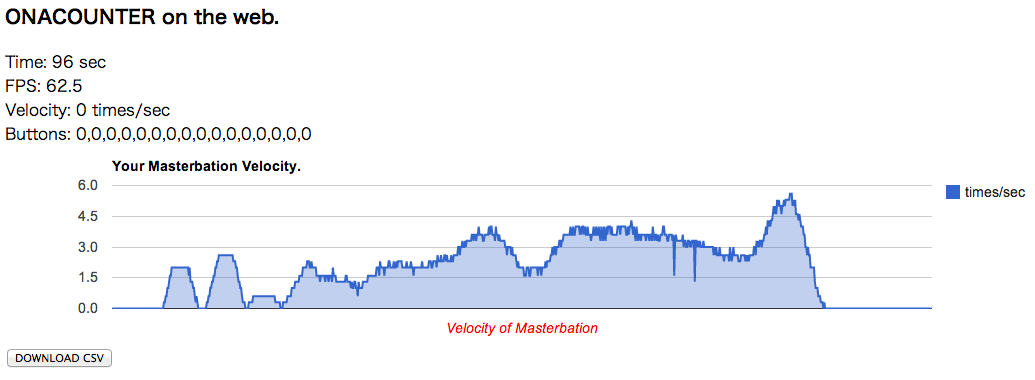 ONACOUNTER on the web.
Time: 96 sec
FPS: 62.5
Velocity: 0 times/sec
Buttons: 0,0,0,0,0,0,0,0,0,0,0,0,0,0,0,0
Your Masterbation Velocity.
6.0
times/sec
4.5
3.0
1.5
0.0
Velocity of Masterbation
DOWNLOAD CSV